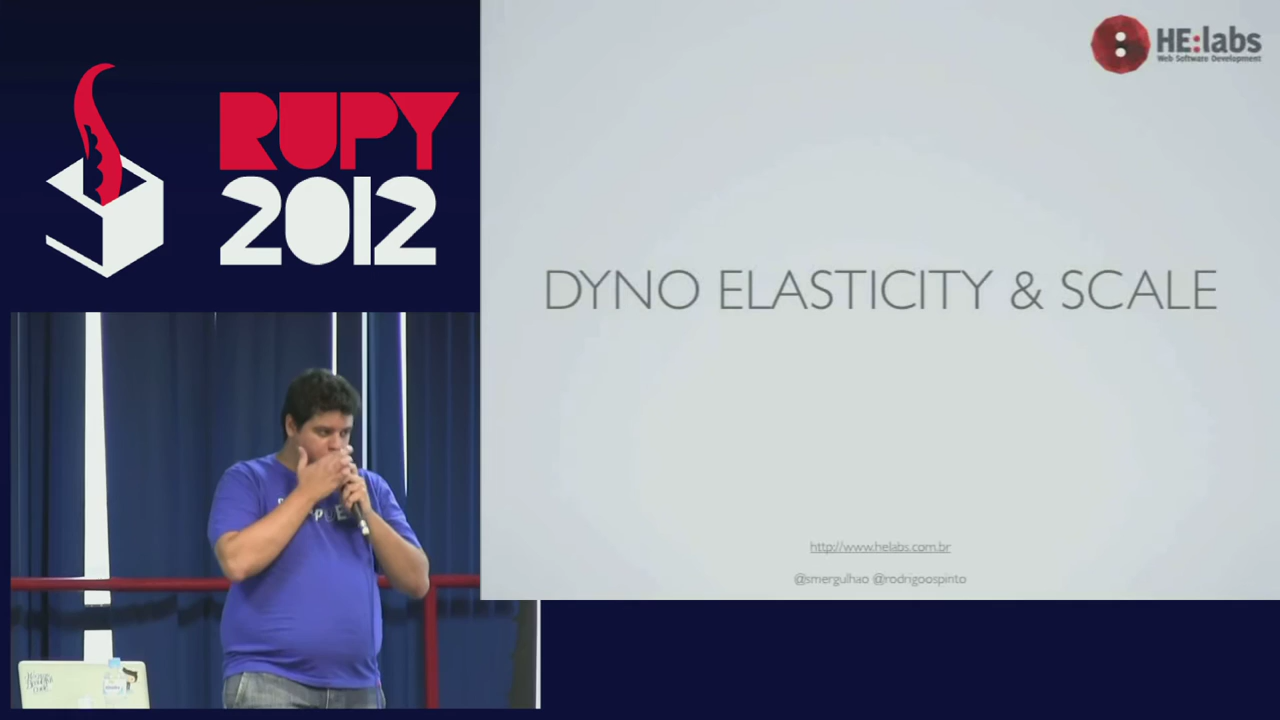 RUPY
2012
HE:labs
Web Software Development
DYNO ELASTICITY & SCALE
http://www.helabs.com.br
@smergulhao @rodrigoospinto